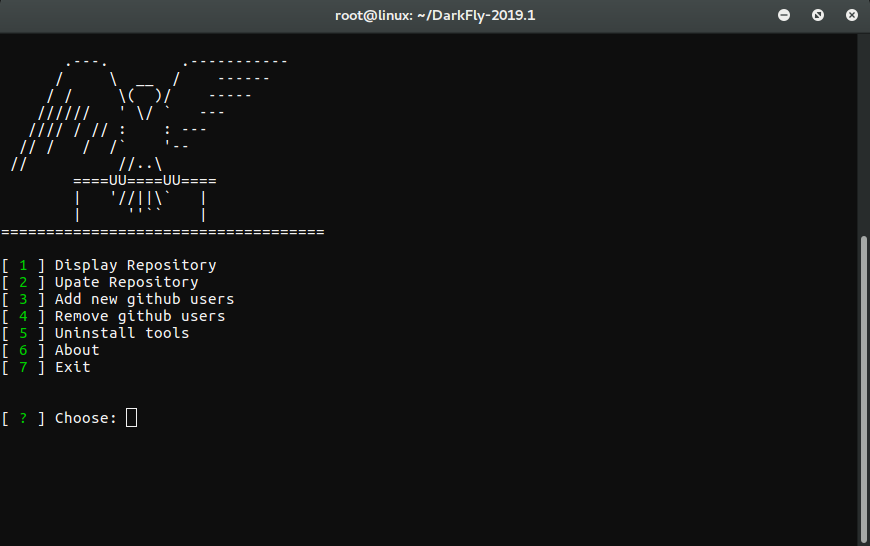 root@linux: ~/DarkFly-2019.1
====UU====UU====
===================================
[ 1 ] Display Repository
[ 2 ] Upate Repository
[ 3 ] Add new github users
[ 4 ] Remove github users
[ 5 ] Uninstall tools
[ 6 ] About
[ 7 ] Exit
[ ? ] Choose: